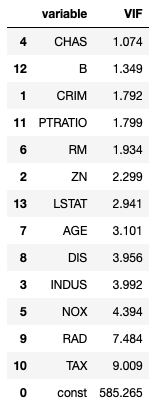 variable VIF
4 CHAS 1.074
12 B 1.349
1 CRIM 1.792
11 PTRATIO 1.799
6 RM 1.934
2 ZN 2.299
13 LSTAT 2.941
7 AGE 3.101
8 DIS 3.956
3 INDUS 3.992
5 NOX 4.394
9 RAD 7.484
10 TAX 9.009
0 const 585.265